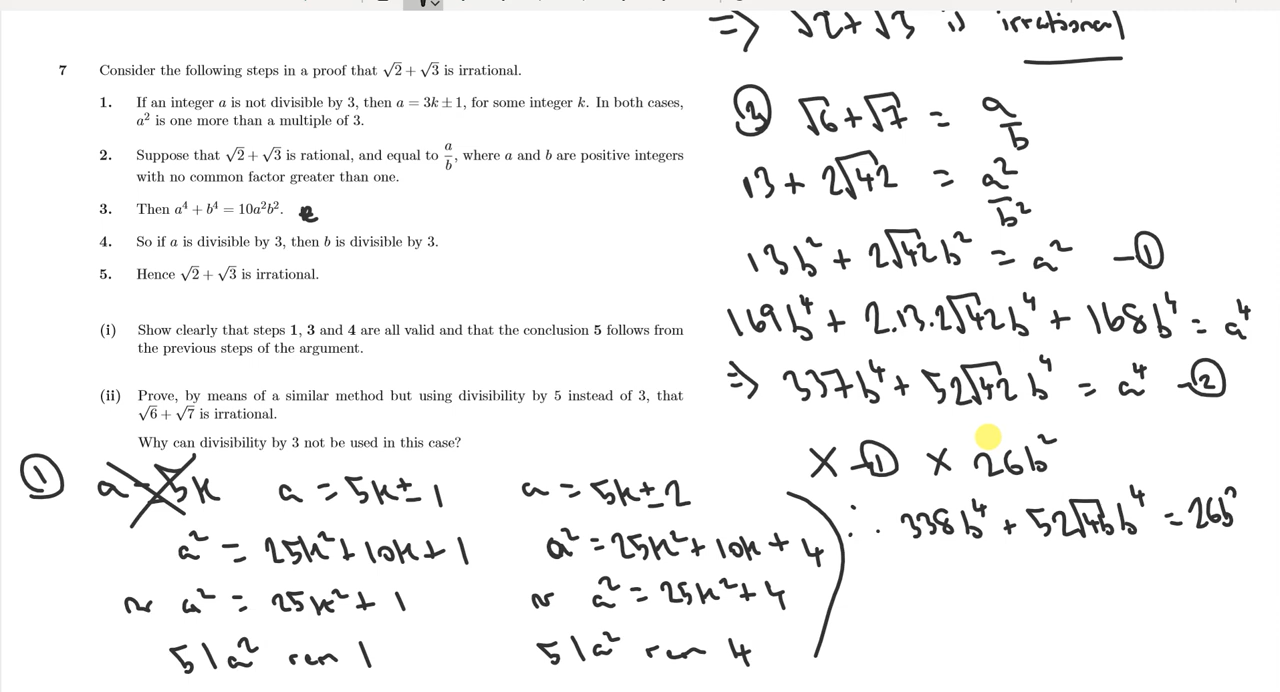 ⇒ √2 + √3 is irrational
7 Consider the following steps in a proof that √2 + √3 is irrational.
1. If an integer a is not divisible by 3, then a = 3k ± 1, for some integer k. In both cases,
a² is one more than a multiple of 3.
2. Suppose that √2 + √3 is rational, and equal to a/b, where a and b are positive integers
with no common factor greater than one.
3. Then a⁴ + b⁴ = 10a²b².
4. So if a is divisible by 3, then b is divisible by 3.
5. Hence √2 + √3 is irrational.
(i) Show clearly that steps 1, 3 and 4 are all valid and that the conclusion 5 follows from
the previous steps of the argument.
(ii) Prove, by means of a similar method but using divisibility by 5 instead of 3, that
√6 + √7 is irrational.
Why can divisibility by 3 not be used in this case?
① a = 5k
a = 5k ± 1
a² = 25k² + 10k + 1
~ a² = 25k² + 1
5 | a² rem 1
a = 5k ± 2
a² = 25k² + 10k + 4
~ a² = 25k² + 4
5 | a² rem 4
√6 + √7 = a/b
13 + 2√42 = a²/b²
13b² + 2√42b² = a² —①
169b⁴ + 2.13.2√42b⁴ + 168b⁴ = a⁴
⇒ 337b⁴ + 52√42b⁴ = a⁴ —②
× ① × 26b²
∴ 338b⁴ + 52√42b⁴ = 26b²